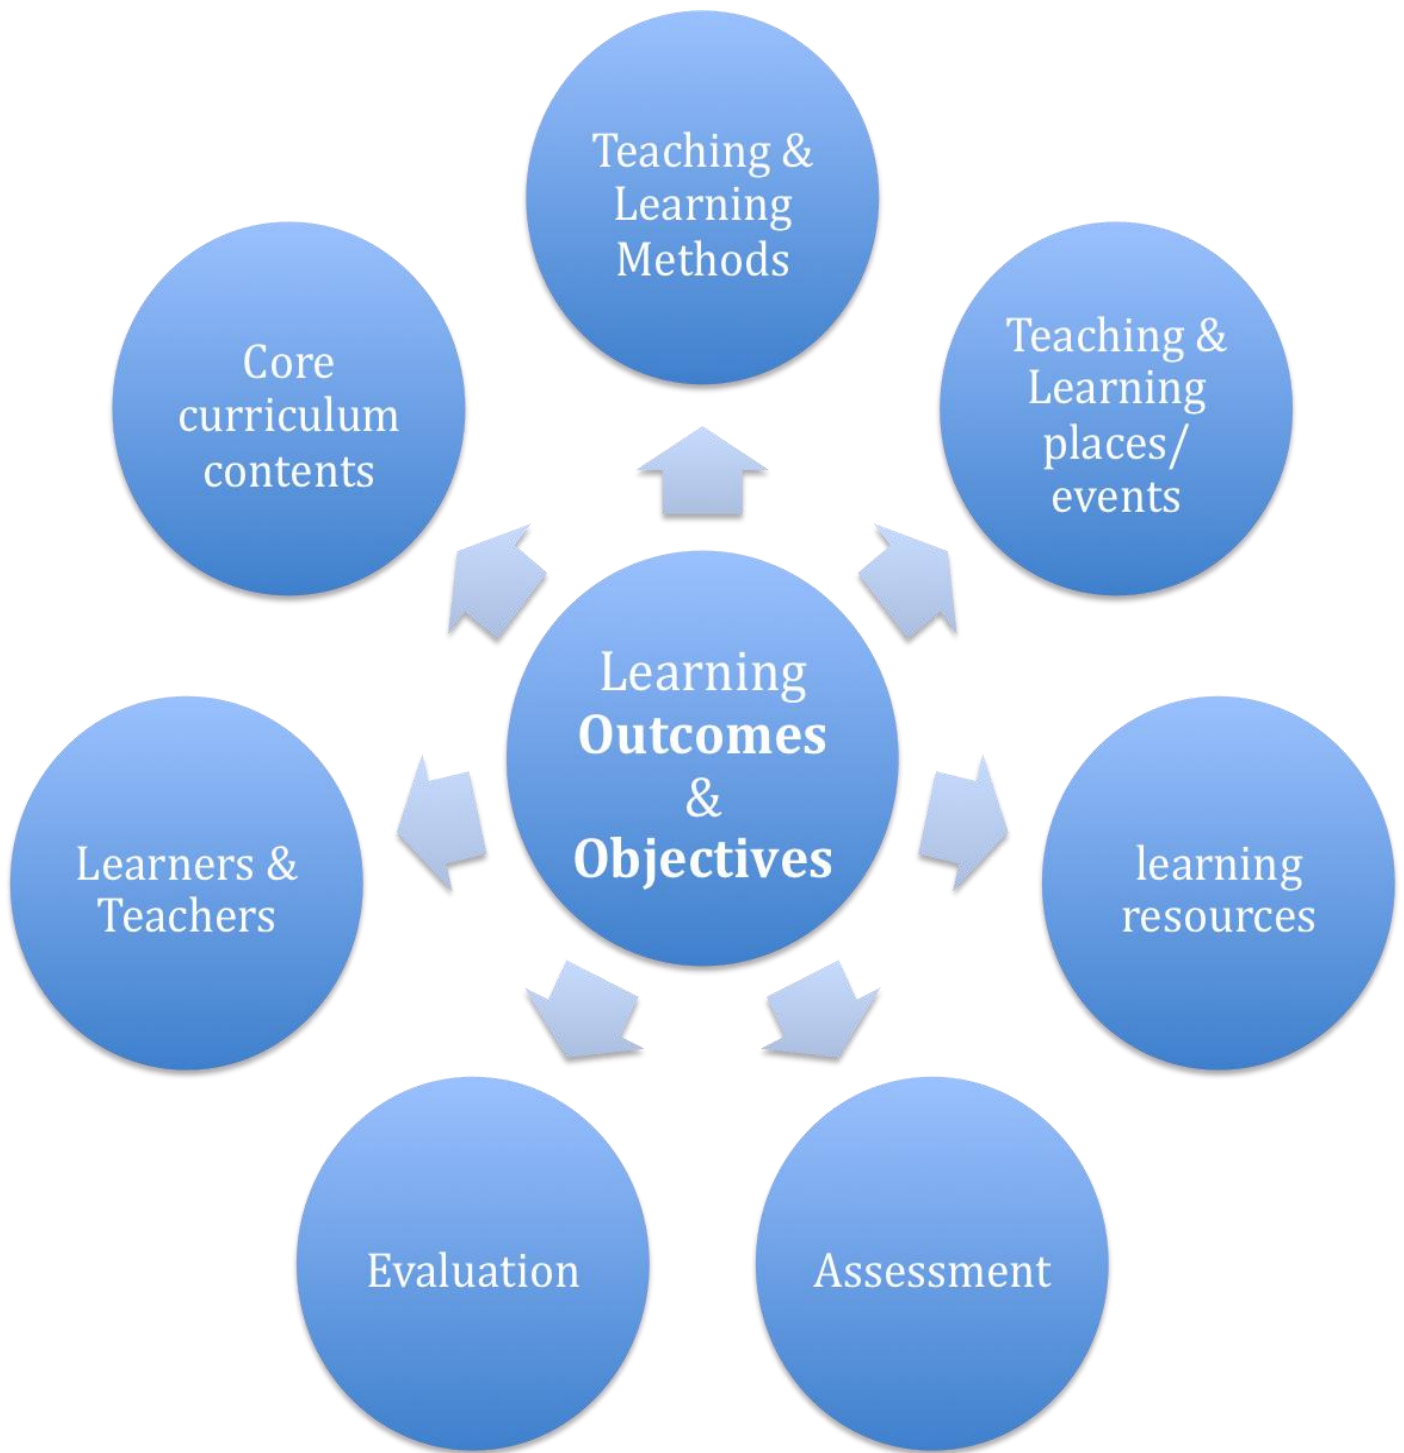 Teaching &
Learning
Methods
Teaching &
Learning
places/
events
learning
resources
Assessment
Evaluation
Learners &
Teachers
Core
curriculum
contents
Learning
Outcomes
&
Objectives